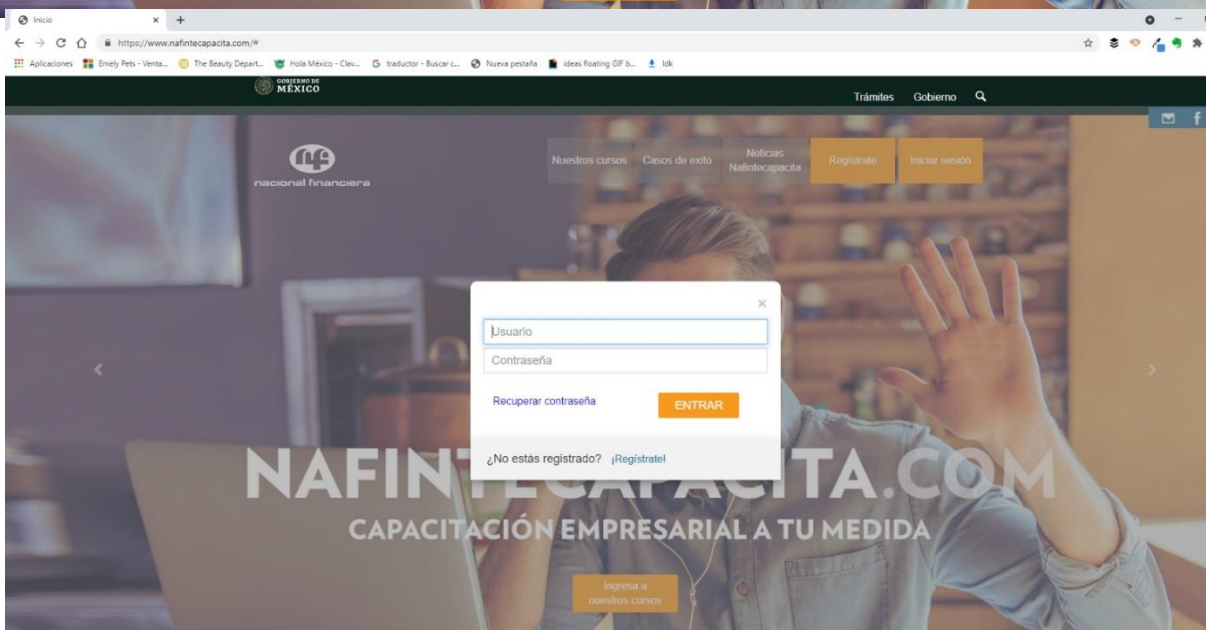 Inicio
https://www.nafintecapacita.com/#
Aplicaciones Emely Pets - Venta... The Beauty Depart... Hola México - Clav... traductor - Buscar c... Nueva pestaña ideas floating GIF b... Idk
GOBIERNO DE
MÉXICO
Trámites Gobierno
nacional financiera
Nuestros cursos Casos de exito Noticias
Nafintecapacita
Regístrate Iniciar sesión
Usuario
Contraseña
Recuperar contraseña ENTRAR
¿No estás registrado? ¡Regístrate!
NAFINTECAPACITA.COM
CAPACITACIÓN EMPRESARIAL A TU MEDIDA
Ingresa a
nuestros cursos